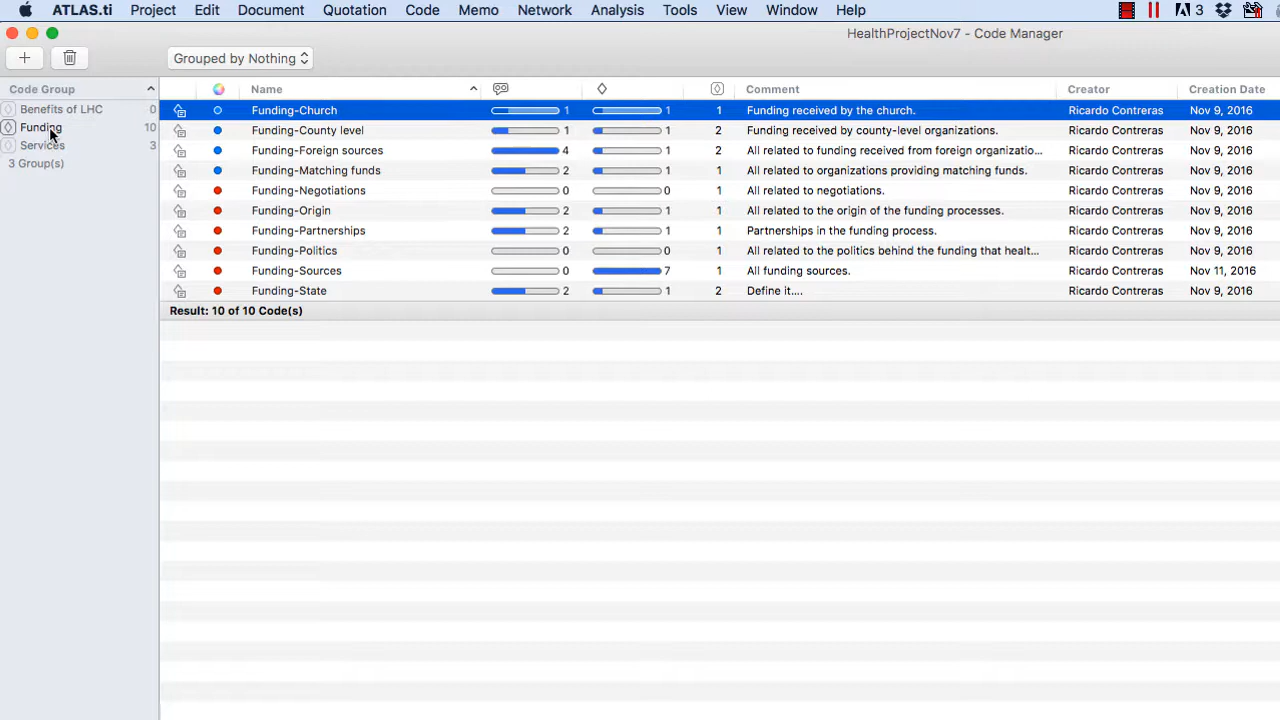 ATLAS.ti Project Edit Document Quotation Code Memo Network Analysis Tools View Window Help 3
HealthProjectNov7 - Code Manager
Grouped by Nothing
Code Group
Benefits of LHC 0
Funding 10
Services 3
3 Group(s)
Name Comment Creator Creation Date
Funding-Church 1 1 1 Funding received by the church. Ricardo Contreras Nov 9, 2016
Funding-County level 1 1 2 Funding received by county-level organizations. Ricardo Contreras Nov 9, 2016
Funding-Foreign sources 4 1 2 All related to funding received from foreign organizatio... Ricardo Contreras Nov 9, 2016
Funding-Matching funds 2 1 1 All related to organizations providing matching funds. Ricardo Contreras Nov 9, 2016
Funding-Negotiations 0 0 1 All related to negotiations. Ricardo Contreras Nov 9, 2016
Funding-Origin 2 1 1 All related to the origin of the funding processes. Ricardo Contreras Nov 9, 2016
Funding-Partnerships 2 1 1 Partnerships in the funding process. Ricardo Contreras Nov 9, 2016
Funding-Politics 0 0 1 All related to the politics behind the funding that healt... Ricardo Contreras Nov 9, 2016
Funding-Sources 0 7 1 All funding sources. Ricardo Contreras Nov 11, 2016
Funding-State 2 1 2 Define it.... Ricardo Contreras Nov 9, 2016
Result: 10 of 10 Code(s)